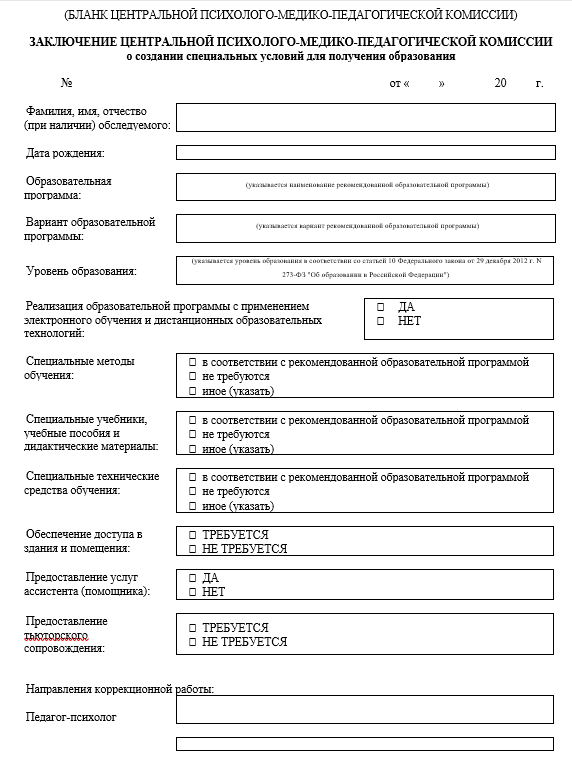 (БЛАНК ЦЕНТРАЛЬНОЙ ПСИХОЛОГО-МЕДИКО-ПЕДАГОГИЧЕСКОЙ КОМИССИИ)
ЗАКЛЮЧЕНИЕ ЦЕНТРАЛЬНОЙ ПСИХОЛОГО-МЕДИКО-ПЕДАГОГИЧЕСКОЙ КОМИССИИ
о создании специальных условий для получения образования
№ от « » 20 г.
Фамилия, имя, отчество
(при наличии) обследуемого:
Дата рождения:
Образовательная
программа:
(указывается наименование рекомендованной образовательной программы)
Вариант образовательной
программы:
(указывается вариант рекомендованной образовательной программы)
Уровень образования:
(указывается уровень образования в соответствии со статьей 10 Федерального закона от 29 декабря 2012 г. N
273-ФЗ "Об образовании в Российской Федерации")
Реализация образовательной программы с применением
электронного обучения и дистанционных образовательных
технологий:
☐ ДА
☐ НЕТ
Специальные методы
обучения:
☐ в соответствии с рекомендованной образовательной программой
☐ не требуются
☐ иное (указать)
Специальные учебники,
учебные пособия и
дидактические материалы:
☐ в соответствии с рекомендованной образовательной программой
☐ не требуются
☐ иное (указать)
Специальные технические
средства обучения:
☐ в соответствии с рекомендованной образовательной программой
☐ не требуются
☐ иное (указать)
Обеспечение доступа в
здания и помещения:
☐ ТРЕБУЕТСЯ
☐ НЕ ТРЕБУЕТСЯ
Предоставление услуг
ассистента (помощника):
☐ ДА
☐ НЕТ
Предоставление
тьюторского
сопровождения:
☐ ТРЕБУЕТСЯ
☐ НЕ ТРЕБУЕТСЯ
Направления коррекционной работы:
Педагог-психолог